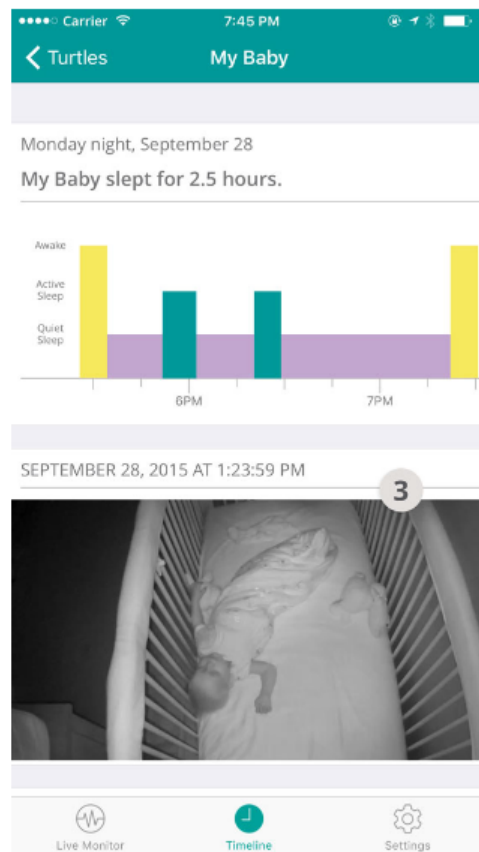 Carrier 7:45 PM
Turtles My Baby
Monday night, September 28
My Baby slept for 2.5 hours.
Awake
Active
Sleep
Quiet
Sleep
6PM 7PM
SEPTEMBER 28, 2015 AT 1:23:59 PM
3
Live Monitor Timeline Settings